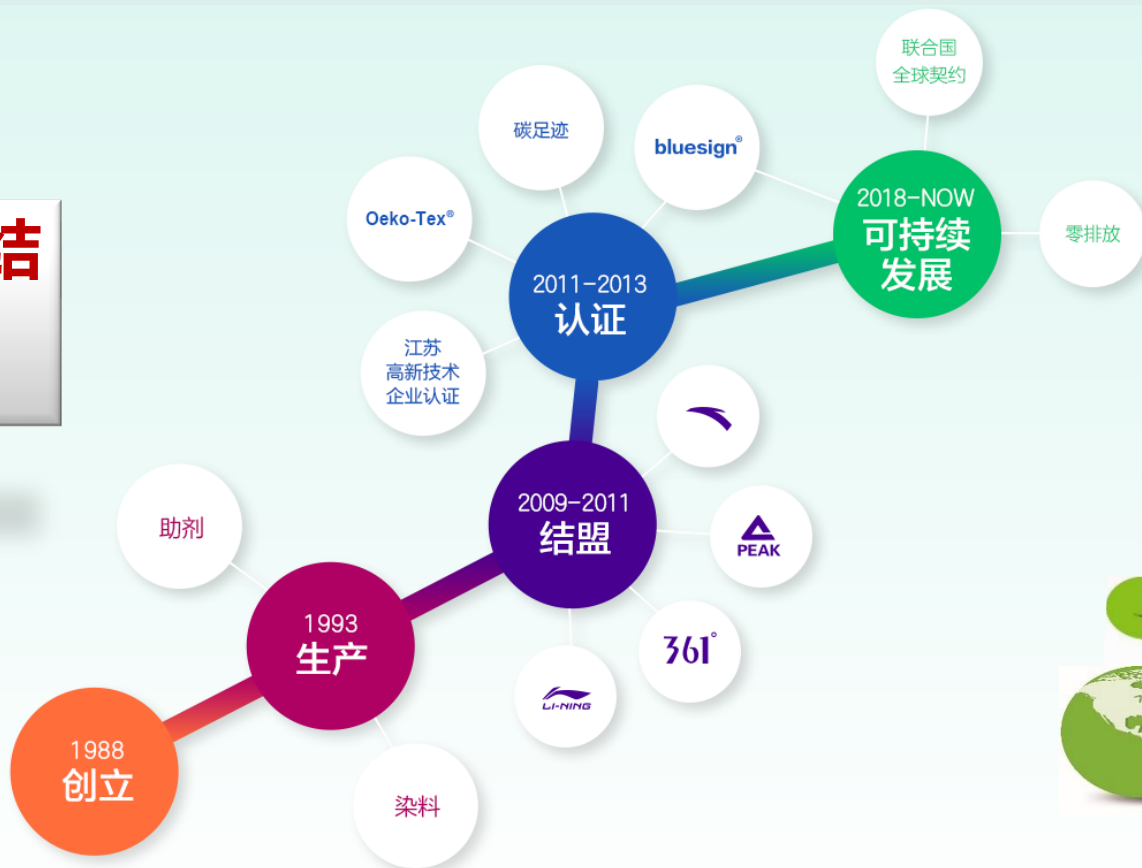 结
联合国
全球契约
碳足迹
bluesign®
2018-NOW
可持续
发展
Oeko-Tex®
零排放
2011-2013
认证
江苏
高新技术
企业认证
2009-2011
结盟
PEAK
助剂
361°
1993
生产
LI-NING
1988
创立
染料